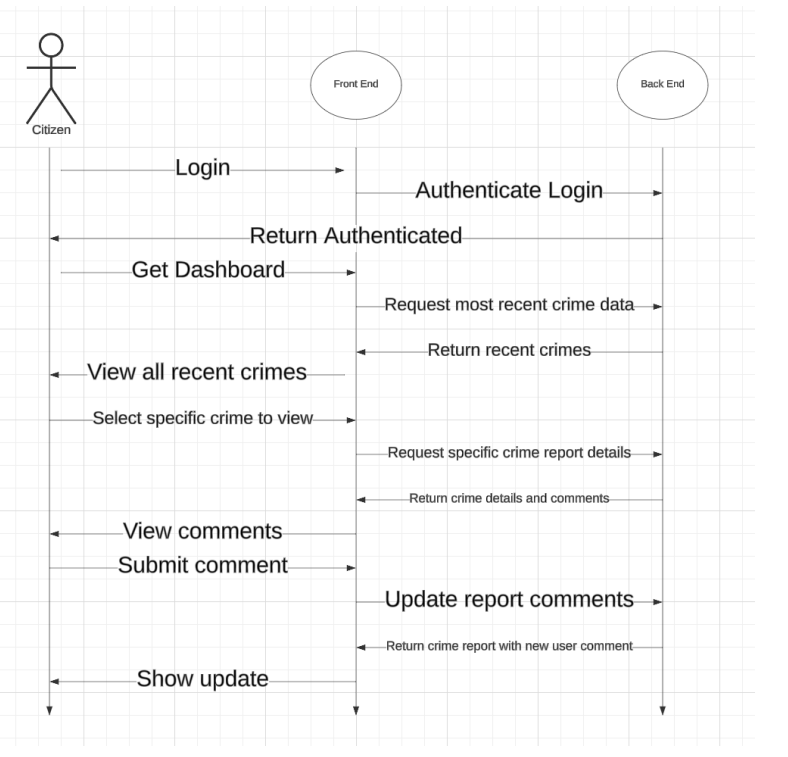 Front End
Back End
Citizen
Login
Authenticate Login
Return Authenticated
Get Dashboard
Request most recent crime data
Return recent crimes
View all recent crimes
Select specific crime to view
Request specific crime report details
Return crime details and comments
View comments
Submit comment
Update report comments
Return crime report with new user comment
Show update